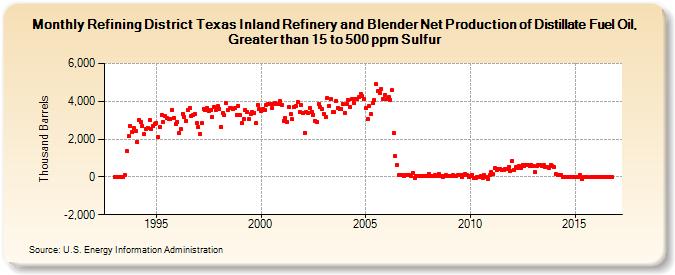 Monthly Refining District Texas Inland Refinery and Blender Net Production of Distillate Fuel Oil,
Greater than 15 to 500 ppm Sulfur
Thousand Barrels
6,000
4,000
2,000
0
-2,000
1995
2000
2005
2010
2015
Source: U.S. Energy Information Administration